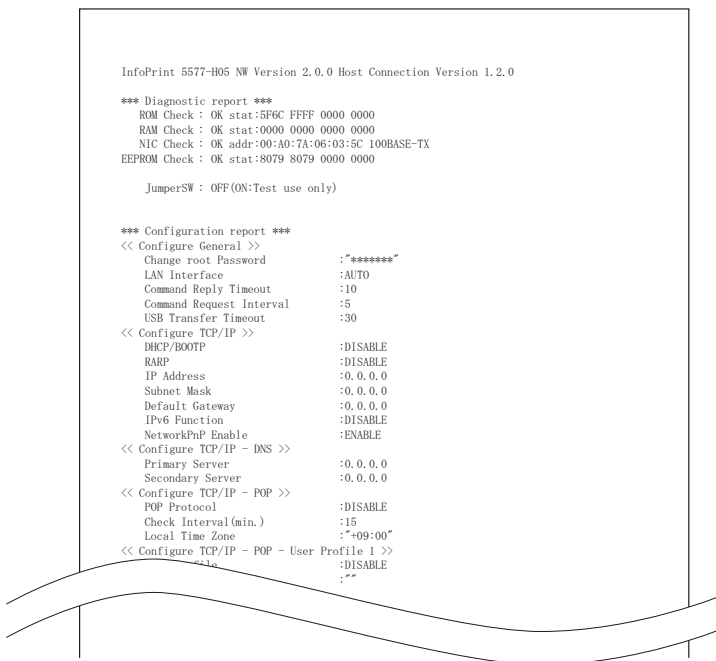 InfoPrint 5577-H05 NW Version 2.0.0 Host Connection Version 1.2.0
*** Diagnostic report ***
ROM Check : OK stat:5F6C FFFF 0000 0000
RAM Check : OK stat:0000 0000 0000 0000
NIC Check : OK addr:00:A0:7A:06:03:5C 100BASE-TX
EEPROM Check : OK stat:8079 8079 0000 0000
JumperSW : OFF(ON:Test use only)
*** Configuration report ***
<< Configure General >>
Change root Password :"*******"
LAN Interface :AUTO
Command Reply Timeout :10
Command Request Interval :5
USB Transfer Timeout :30
<< Configure TCP/IP >>
DHCP/BOOTP :DISABLE
RARP :DISABLE
IP Address :0.0.0.0
Subnet Mask :0.0.0.0
Default Gateway :0.0.0.0
IPv6 Function :DISABLE
NetworkPnP Enable :ENABLE
<< Configure TCP/IP - DNS >>
Primary Server :0.0.0.0
Secondary Server :0.0.0.0
<< Configure TCP/IP - POP >>
POP Protocol :DISABLE
Check Interval(min.) :15
Local Time Zone :"+09:00"
<< Configure TCP/IP - POP - User Profile 1 >>
:DISABLE
:""